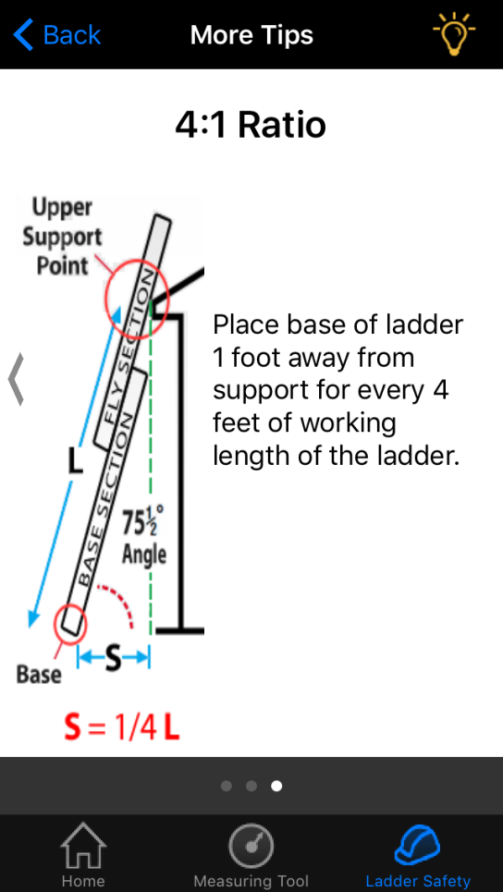 Back
More Tips
4:1 Ratio
Upper
Support
Point
FLY SECTION
BASE SECTION
L
75½°
Angle
S
Base
S = 1/4 L
Place base of ladder
1 foot away from
support for every 4
feet of working
length of the ladder.
Home
Measuring Tool
Ladder Safety